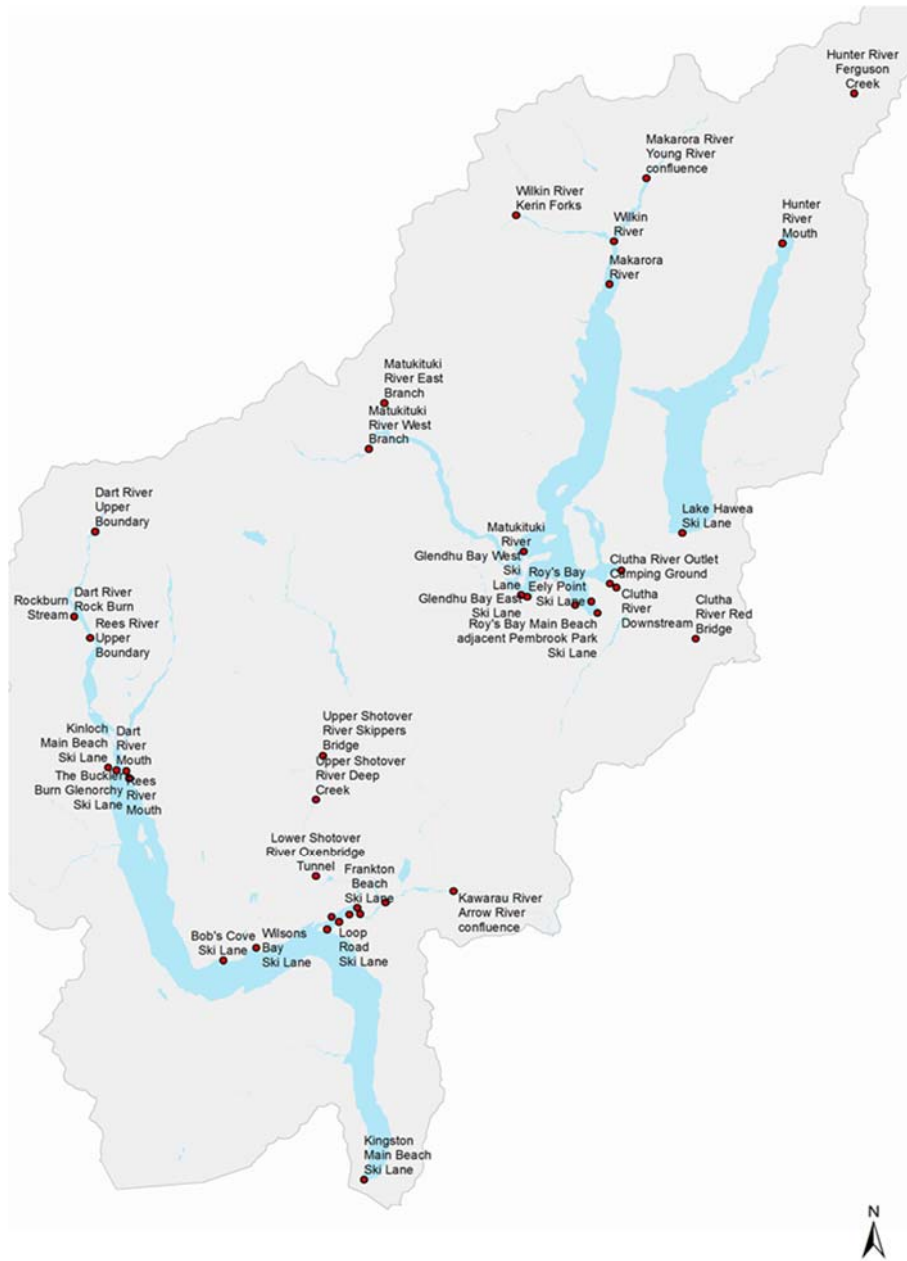 Hunter River
Ferguson
Creek
Makarora River
Young River
confluence
Wilkin River
Kerin Forks
Hunter
River
Mouth
Wilkin
River
Makarora
River
Matukituki
River East
Branch
Matukituki
River West
Branch
Dart River
Upper
Boundary
Lake Hawea
Ski Lane
Matukituki
River
Glendhu Bay West
Ski
Lane
Clutha River Outlet
Camping Ground
Roy's Bay
Eely Point
Ski Lane
Glendhu Bay East
Ski Lane
Clutha
River
Downstream
Clutha
River Red
Bridge
Roy's Bay Main Beach
adjacent Pembrook Park
Ski Lane
Dart River
Rock Burn
Rockburn
Stream
Rees River
Upper
Boundary
Upper Shotover
River Skippers
Bridge
Kinloch
Main Beach
Ski Lane
Dart
River
Mouth
Upper Shotover
River Deep
Creek
The Buckler
Burn Glenorchy
Ski Lane
Rees
River
Mouth
Lower Shotover
River Oxenbridge
Tunnel
Frankton
Beach
Ski Lane
Kawarau River
Arrow River
confluence
Bob's Cove
Ski Lane
Wilsons
Bay
Ski Lane
Loop
Road
Ski Lane
Kingston
Main Beach
Ski Lane
N